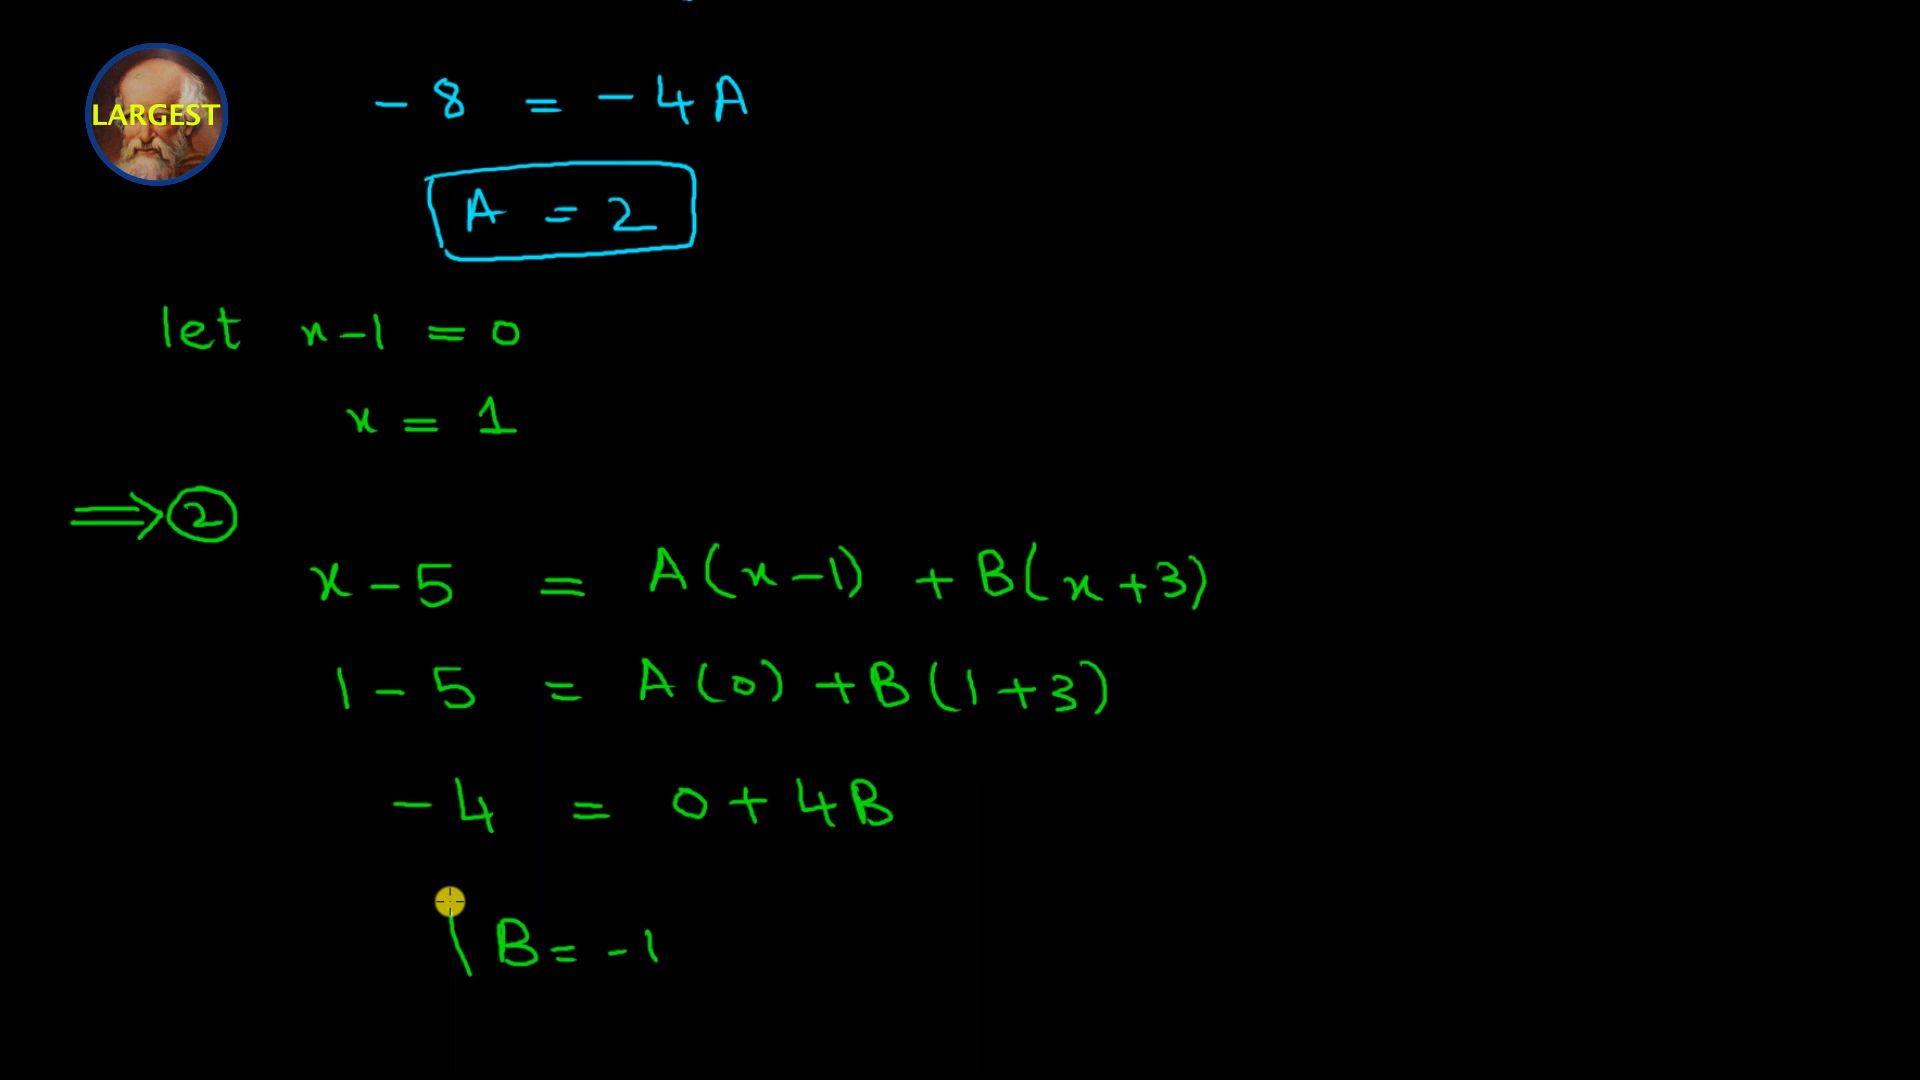 LARGEST
- 8 = - 4 A
A = 2
let x-1 = 0
x = 1
⟹ ②
x - 5 = A(x-1) + B(x+3)
1 - 5 = A(0) + B(1+3)
- 4 = 0 + 4B
B = -1